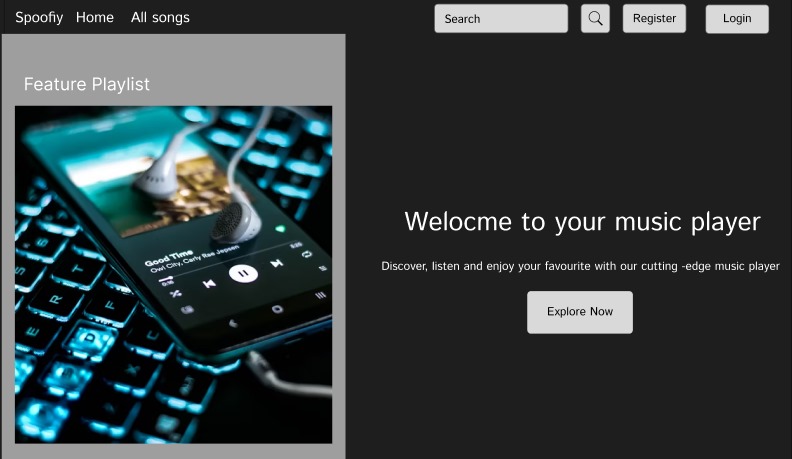 Spoofiy Home All songs Search Register Login
Feature Playlist
Good Time
Owl City, Carly Rae Jepsen
Welocme to your music player
Discover, listen and enjoy your favourite with our cutting -edge music player
Explore Now